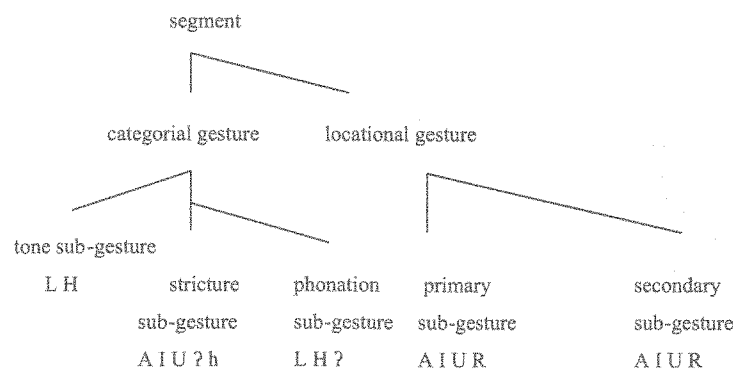 segment
categorial gesture locational gesture
tone sub-gesture
L H stricture phonation primary secondary
sub-gesture sub-gesture sub-gesture sub-gesture
A I U ʔ h L H ʔ A I U R A I U R